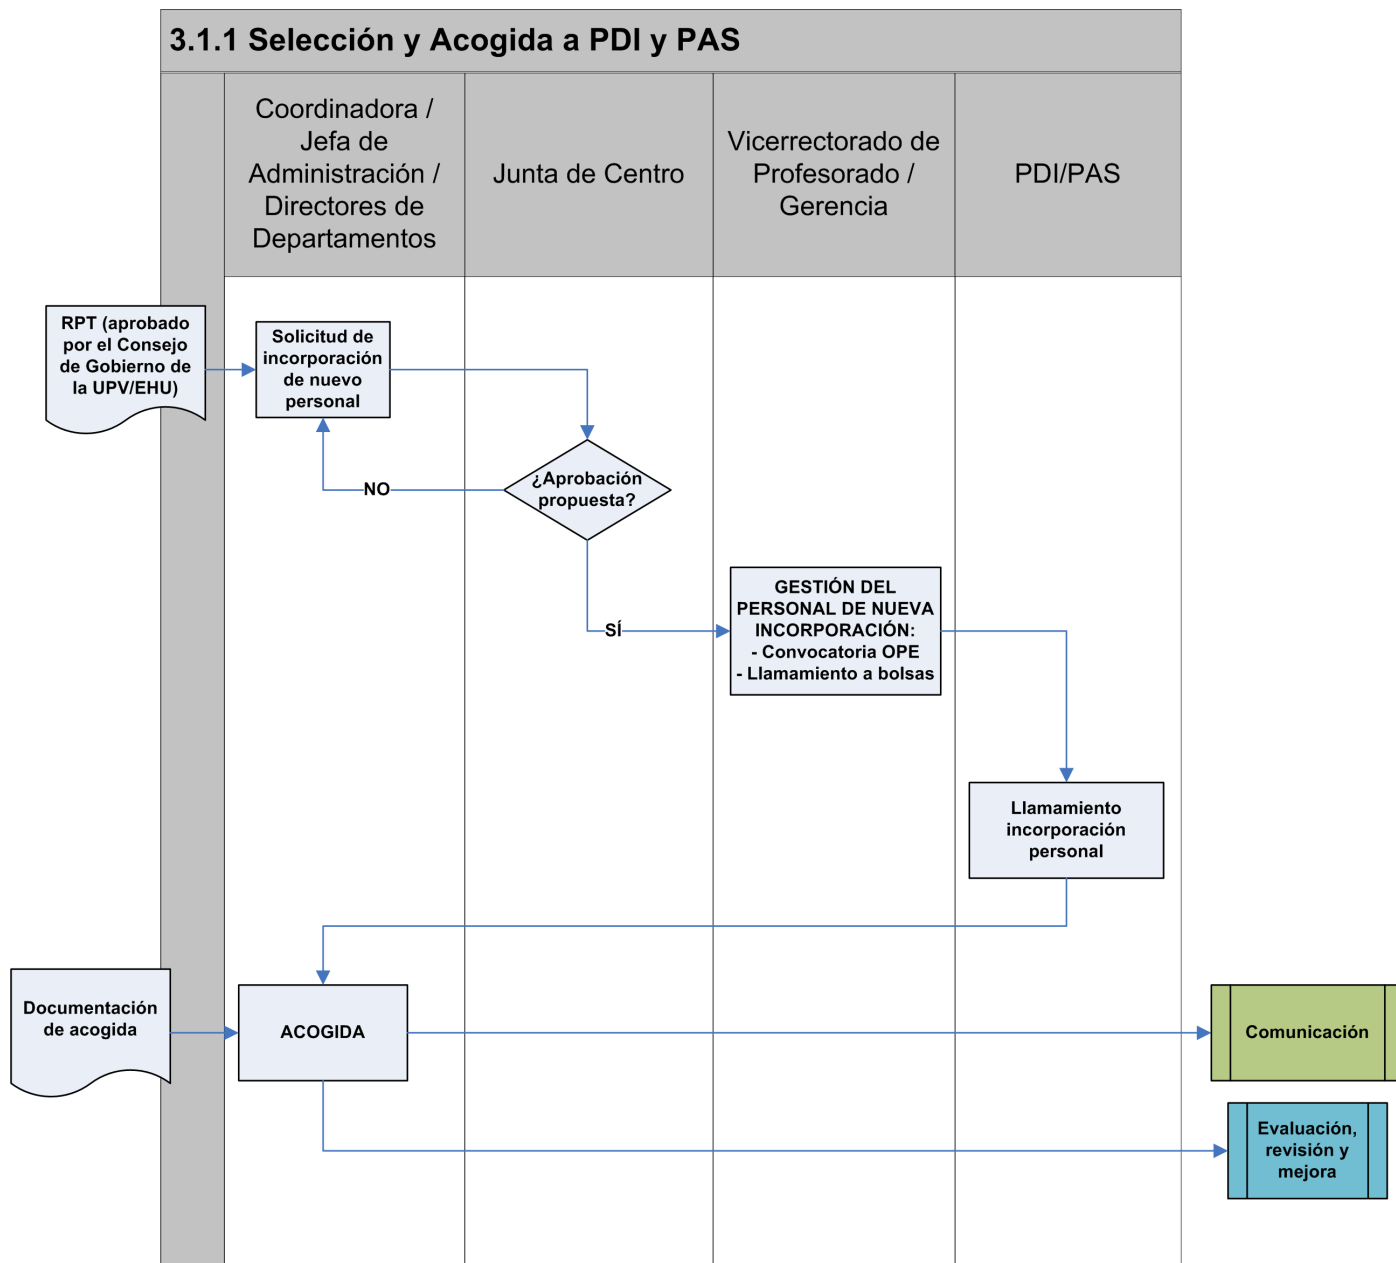 3.1.1 Selección y Acogida a PDI y PAS
Coordinadora /
Jefa de
Administración /
Directores de
Departamentos
Junta de Centro
Vicerrectorado de
Profesorado /
Gerencia
PDI/PAS
RPT (aprobado
por el Consejo
de Gobierno de
la UPV/EHU)
Solicitud de
incorporación
de nuevo
personal
¿Aprobación
propuesta?
NO
SÍ
GESTIÓN DEL
PERSONAL DE NUEVA
INCORPORACIÓN:
- Convocatoria OPE
- Llamamiento a bolsas
Llamamiento
incorporación
personal
Documentación
de acogida
ACOGIDA
Comunicación
Evaluación,
revisión y
mejora